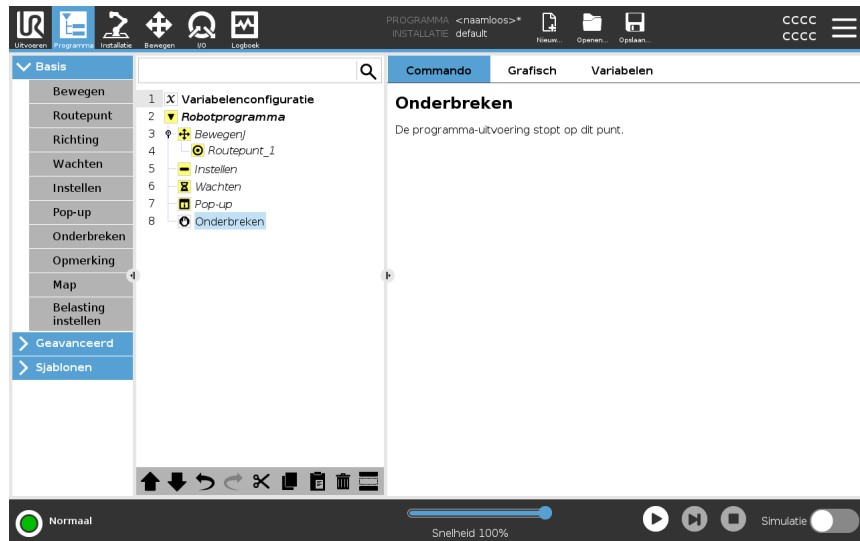 UR
Uitvoeren
Programma
Installatie
Bewegen
I/O
Logboek
PROGRAMMA <naamloos>*
INSTALLATIE default
Nieuw...
Openen...
Opslaan...
cccc
cccc
Basis
Bewegen
Routepunt
Richting
Wachten
Instellen
Pop-up
Onderbreken
Opmerking
Map
Belasting
instellen
Geavanceerd
Sjablonen
1 X Variabelenconfiguratie
2 Robotprogramma
3 BewegenJ
4 Routepunt_1
5 Instellen
6 Wachten
7 Pop-up
8 Onderbreken
Commando Grafisch Variabelen
Onderbreken
De programma-uitvoering stopt op dit punt.
Normaal
Snelheid 100%
Simulatie